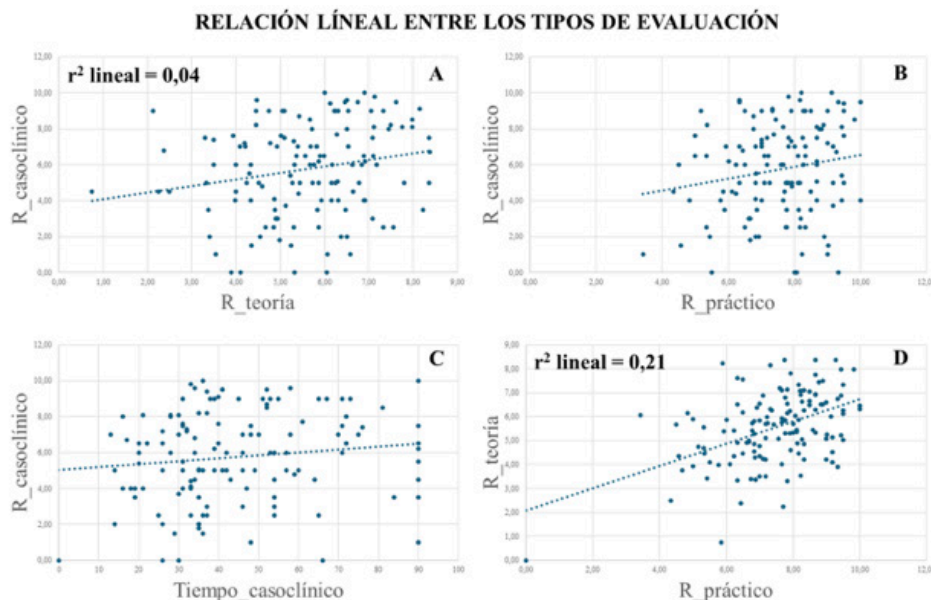 RELACIÓN LÍNEAL ENTRE LOS TIPOS DE EVALUACIÓN
r² lineal = 0,04
A
R_casoclínico
12,00
10,00
8,00
6,00
4,00
2,00
0,00
0,00 1,00 2,00 3,00 4,00 5,00 6,00 7,00 8,00 9,00
R_teoría
B
R_casoclínico
12,00
10,00
8,00
6,00
4,00
2,00
0,00
0,00 2,00 4,00 6,00 8,00 10,00 12,00
R_práctico
C
R_casoclínico
12,00
10,00
8,00
6,00
4,00
2,00
0,00
0 10 20 30 40 50 60 70 80 90 100
Tiempo_casoclínico
r² lineal = 0,21
D
R_teoría
9,00
8,00
7,00
6,00
5,00
4,00
3,00
2,00
1,00
0,00
0,00 2,00 4,00 6,00 8,00 10,00 12,00
R_práctico